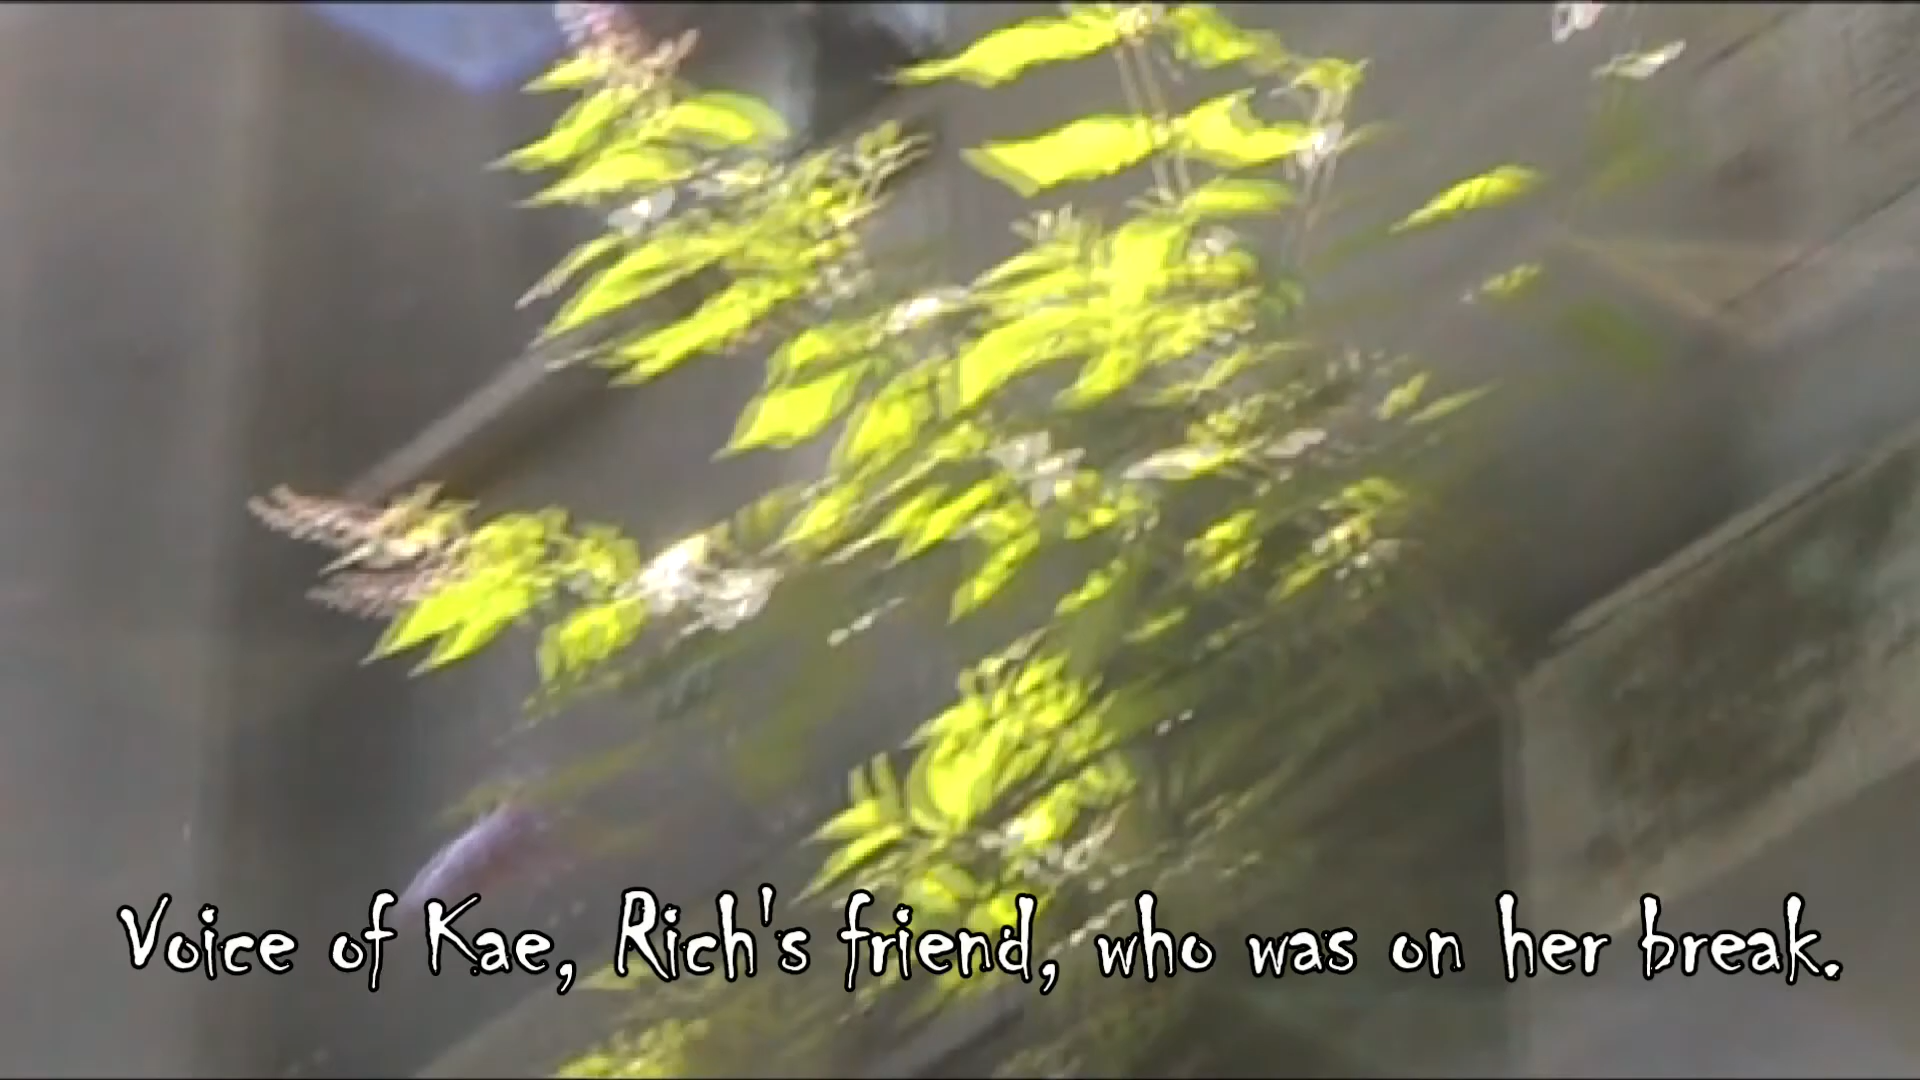 Voice of Kae, Rich's friend, who was on her break.